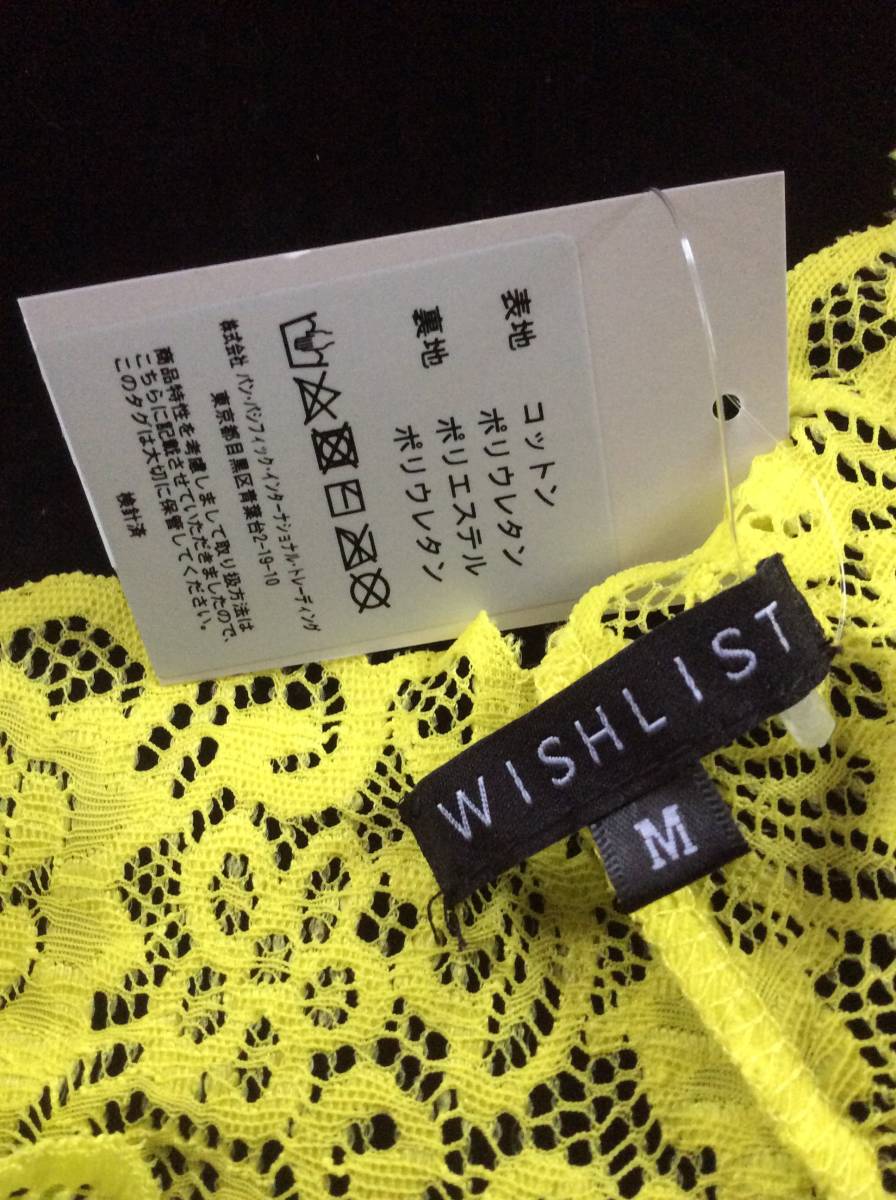 表地 コットン
ポリウレタン
裏地 ポリエステル
ポリウレタン
株式会社 パン・パシフィック・インターナショナル・トレーディング
東京都目黒区青葉台2-19-10
商品特性を考慮しまして取り扱方法は
こちらに記載させていただきましたので、
このタグは大切に保管してください。
検針済
WISHLIST
M